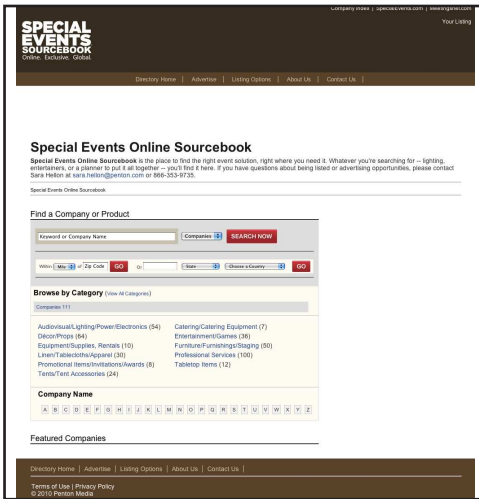 Company Index | SpecialEvents.com | MeetingsNet.com
Your Listing
SPECIAL
EVENTS
SOURCEBOOK
Online. Exclusive. Global.
Directory Home | Advertise | Listing Options | About Us | Contact Us |
Special Events Online Sourcebook
Special Events Online Sourcebook is the place to find the right event solution, right where you need it. Whatever you're searching for -- lighting,
entertainers, or a planner to put it all together -- you'll find it here. If you have questions about being listed or advertising opportunities, please contact
Sara Hellon at sara.hellon@penton.com or 866-353-9735.
Special Events Online Sourcebook
Find a Company or Product
Keyword or Company Name Companies SEARCH NOW
Within Mile of Zip Code GO Or State Choose a Country GO
Browse by Category (View All Categories)
Companies 111
Audiovisual/Lighting/Power/Electronics (54) Catering/Catering Equipment (7)
Décor/Props (64) Entertainment/Games (36)
Equipment/Supplies, Rentals (10) Furniture/Furnishings/Staging (50)
Linen/Tablecloths/Apparel (30) Professional Services (100)
Promotional Items/Invitations/Awards (8) Tabletop Items (12)
Tents/Tent Accessories (24)
Company Name
A B C D E F G H I J K L M N O P Q R S T U V W X Y Z
Featured Companies
Directory Home | Advertise | Listing Options | About Us | Contact Us |
Terms of Use | Privacy Policy
© 2010 Penton Media